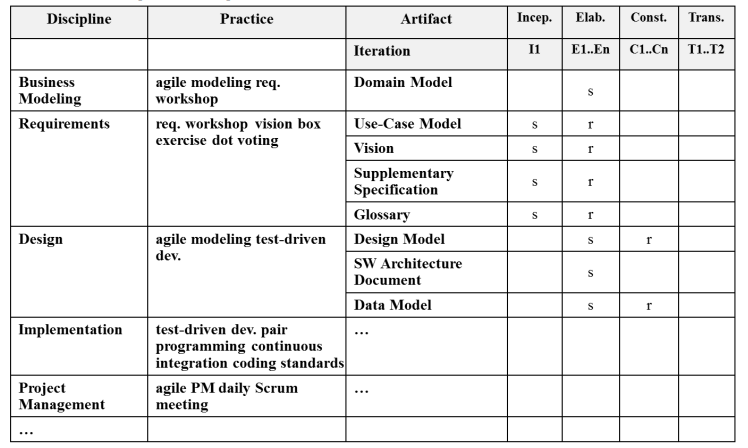 Discipline Practice Artifact Incep. Elab. Const. Trans.
Iteration I1 E1..En C1..Cn T1..T2
Business Modeling agile modeling req. workshop Domain Model s
Requirements req. workshop vision box exercise dot voting Use-Case Model s r
Vision s r
Supplementary Specification s r
Glossary s r
Design agile modeling test-driven dev. Design Model s r
SW Architecture Document s
Data Model s r
Implementation test-driven dev. pair programming continuous integration coding standards …
Project Management agile PM daily Scrum meeting …
…